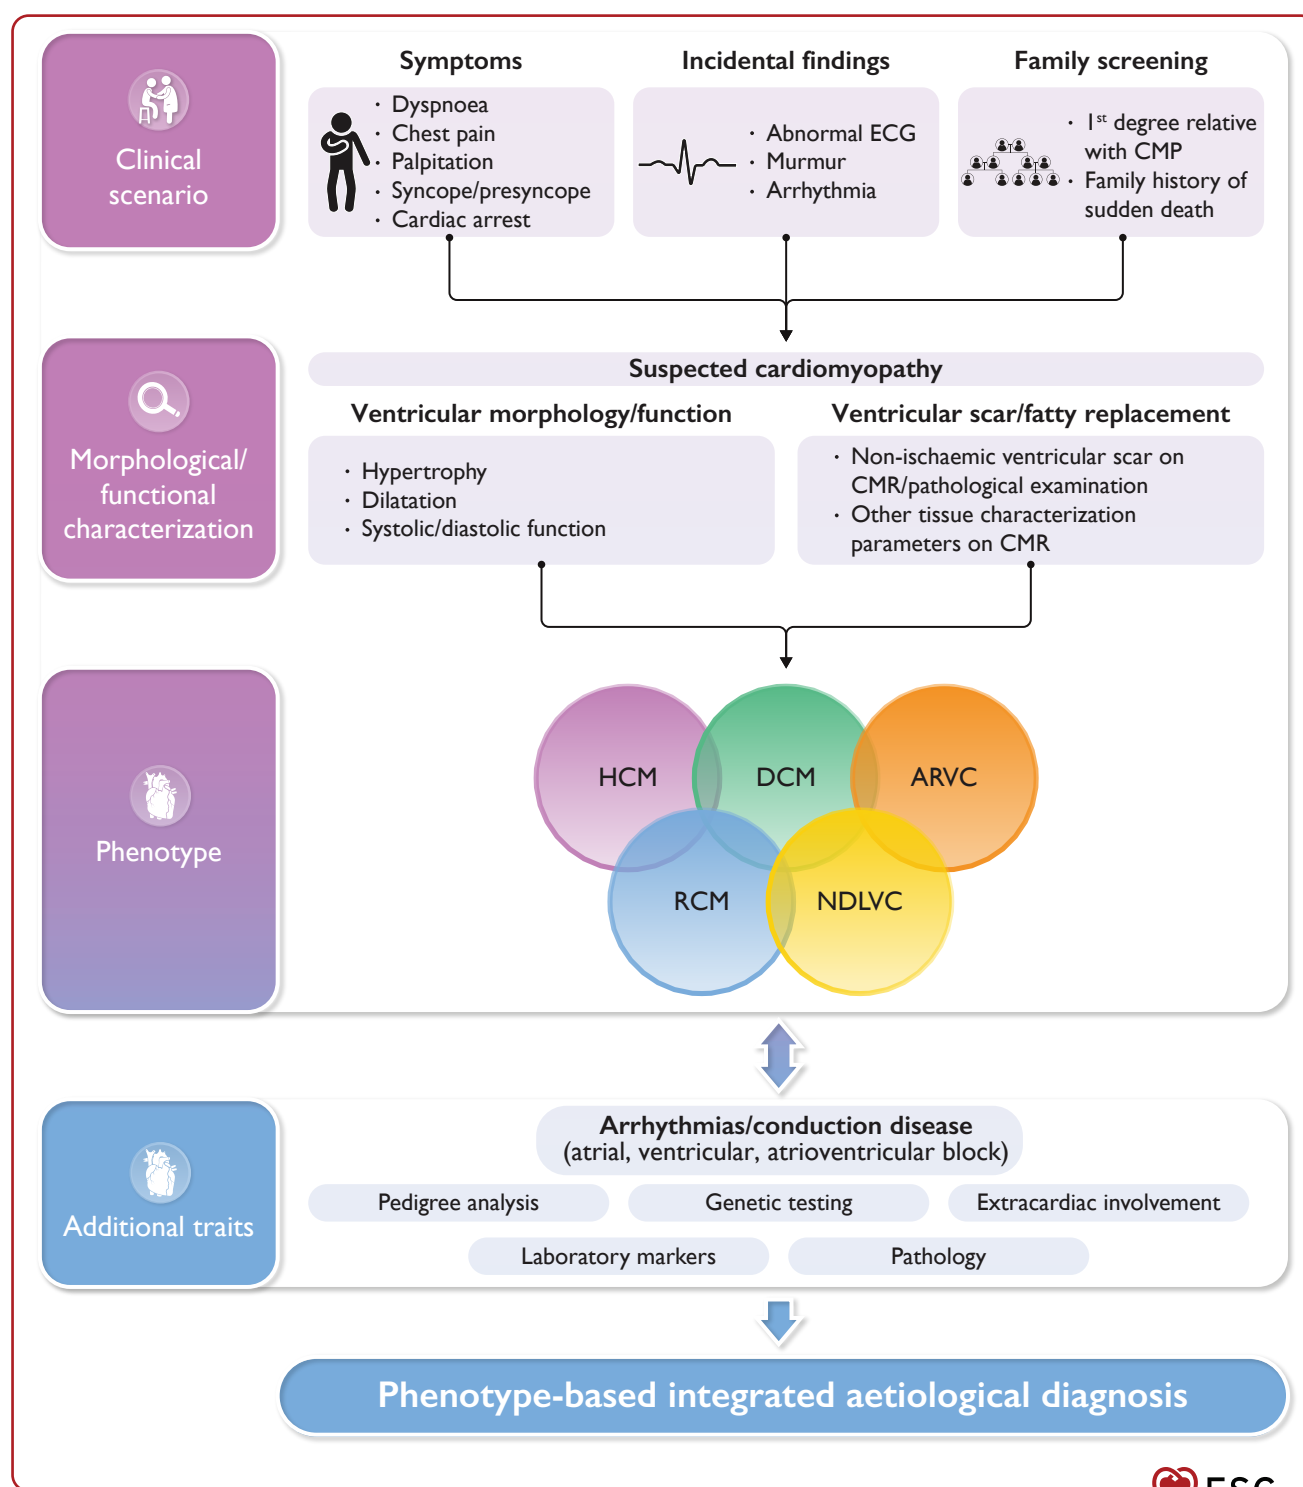 Clinical
scenario
Symptoms
· Dyspnoea
· Chest pain
· Palpitation
· Syncope/presyncope
· Cardiac arrest
Incidental findings
· Abnormal ECG
· Murmur
· Arrhythmia
Family screening
· 1st degree relative
with CMP
· Family history of
sudden death
Morphological/
functional
characterization
Suspected cardiomyopathy
Ventricular morphology/function
· Hypertrophy
· Dilatation
· Systolic/diastolic function
Ventricular scar/fatty replacement
· Non-ischaemic ventricular scar on
CMR/pathological examination
· Other tissue characterization
parameters on CMR
Phenotype
HCM
DCM
ARVC
RCM
NDLVC
Additional traits
Arrhythmias/conduction disease
(atrial, ventricular, atrioventricular block)
Pedigree analysis
Genetic testing
Extracardiac involvement
Laboratory markers
Pathology
Phenotype-based integrated aetiological diagnosis
ESC